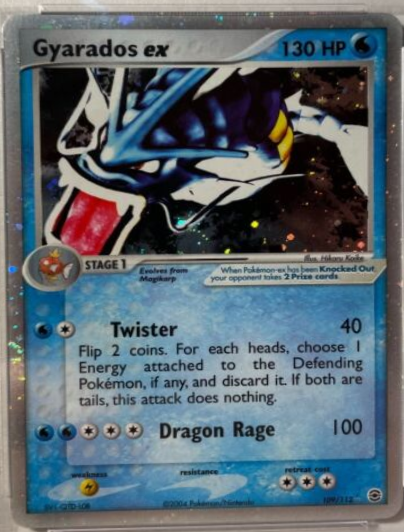 Gyarados ex 130 HP
Illus. Hikaru Koike
STAGE 1
Evolves from
Magikarp
When Pokémon-ex has been Knocked Out,
your opponent takes 2 Prize cards.
Twister 40
Flip 2 coins. For each heads, choose 1
Energy attached to the Defending
Pokémon, if any, and discard it. If both are
tails, this attack does nothing.
Dragon Rage 100
weakness resistance retreat cost
©2004 Pokémon/Nintendo
109/112